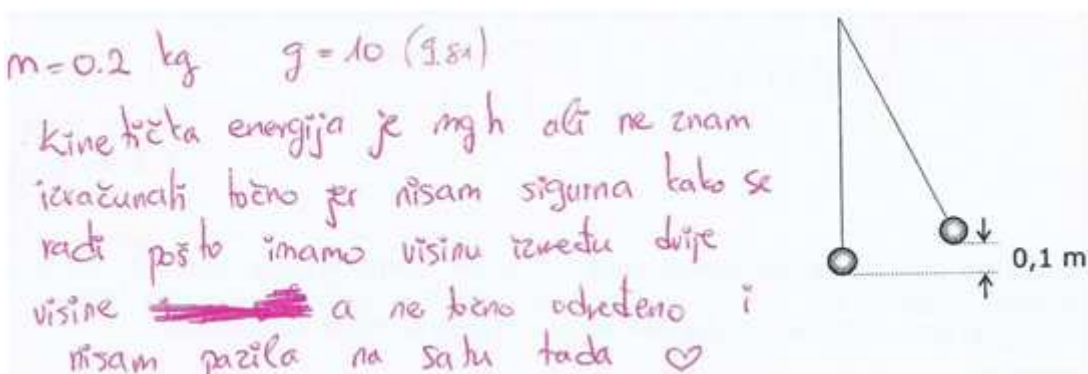 m=0.2 kg g=10 (9.81)
Kinetička energija je mgh ali ne znam
izračunati točno jer nisam sigurna kako se
radi pošto imamo visinu između dvije
visine a ne točno određeno i
nisam pazila na satu tada ♡
0,1 m